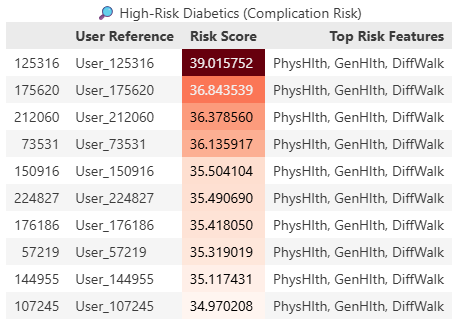 🔎 High-Risk Diabetics (Complication Risk)
User Reference Risk Score Top Risk Features
125316 User_125316 39.015752 PhysHlth, GenHlth, DiffWalk
175620 User_175620 36.843539 PhysHlth, GenHlth, DiffWalk
212060 User_212060 36.378560 PhysHlth, GenHlth, DiffWalk
73531 User_73531 36.135917 PhysHlth, GenHlth, DiffWalk
150916 User_150916 35.504104 PhysHlth, GenHlth, DiffWalk
224827 User_224827 35.490690 PhysHlth, GenHlth, DiffWalk
176186 User_176186 35.418050 PhysHlth, GenHlth, DiffWalk
57219 User_57219 35.319019 PhysHlth, GenHlth, DiffWalk
144955 User_144955 35.117431 PhysHlth, GenHlth, DiffWalk
107245 User_107245 34.970208 PhysHlth, GenHlth, DiffWalk